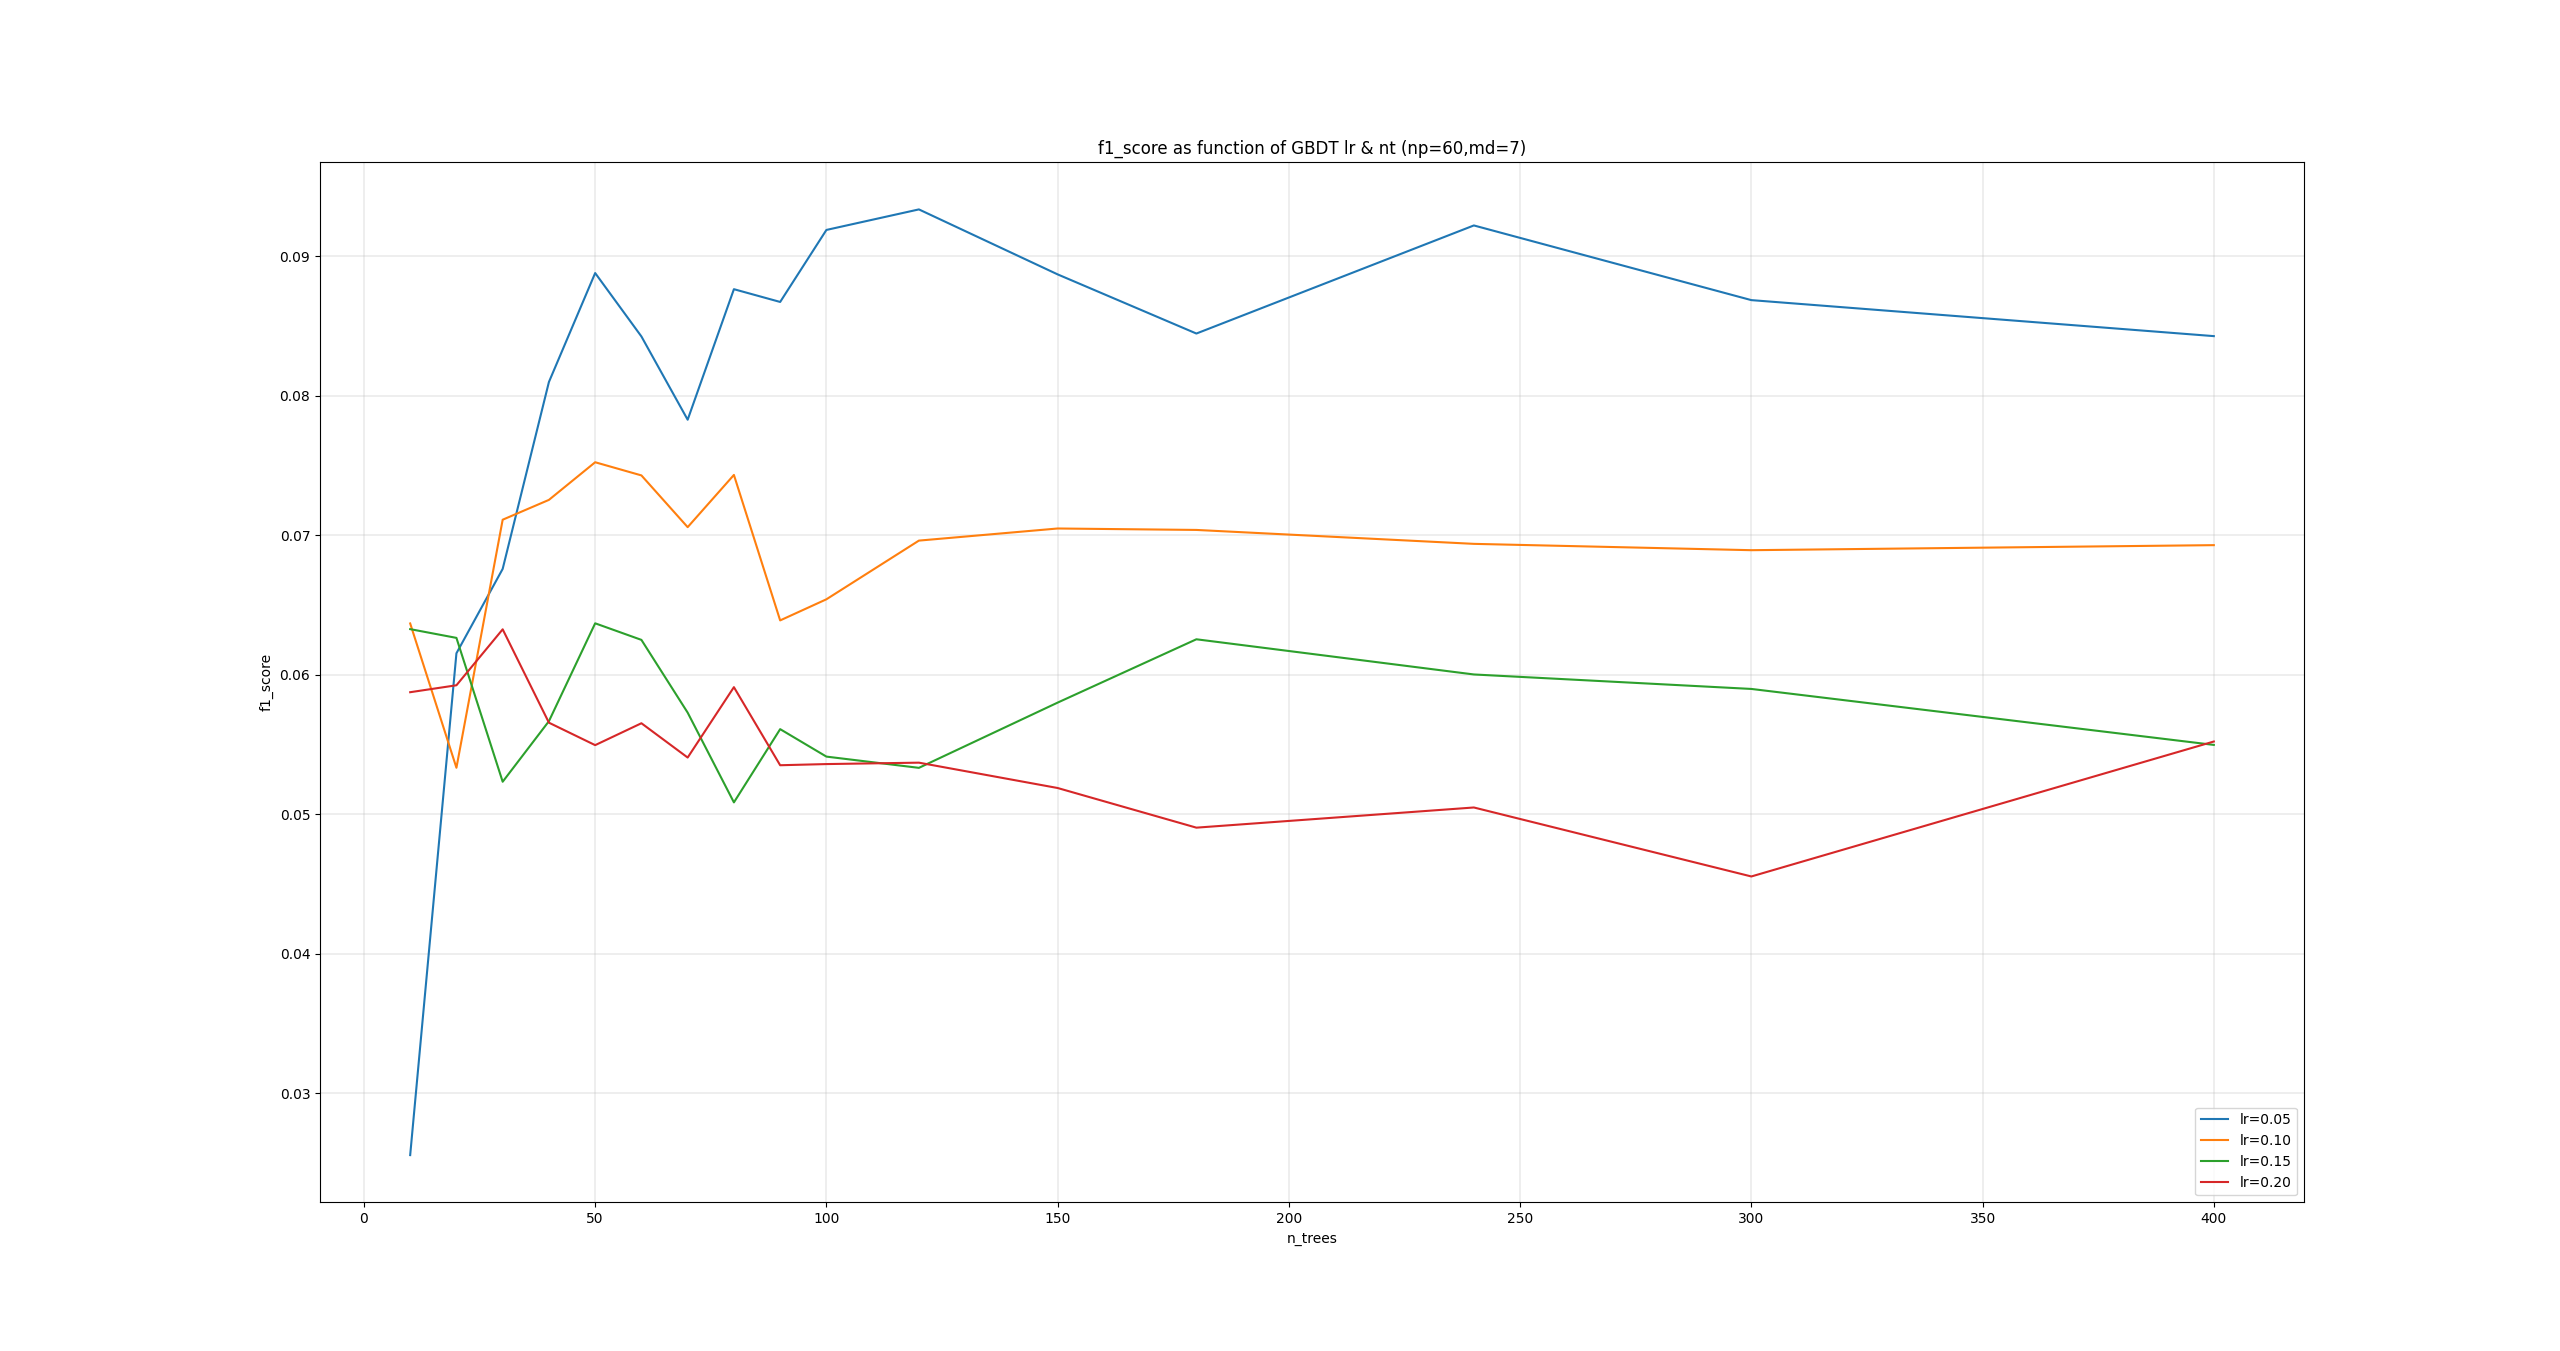 f1_score as function of GBDT lr & nt (np=60,md=7)
f1_score
0.09
0.08
0.07
0.06
0.05
0.04
0.03
0 50 100 150 200 250 300 350 400
n_trees
lr=0.05
lr=0.10
lr=0.15
lr=0.20